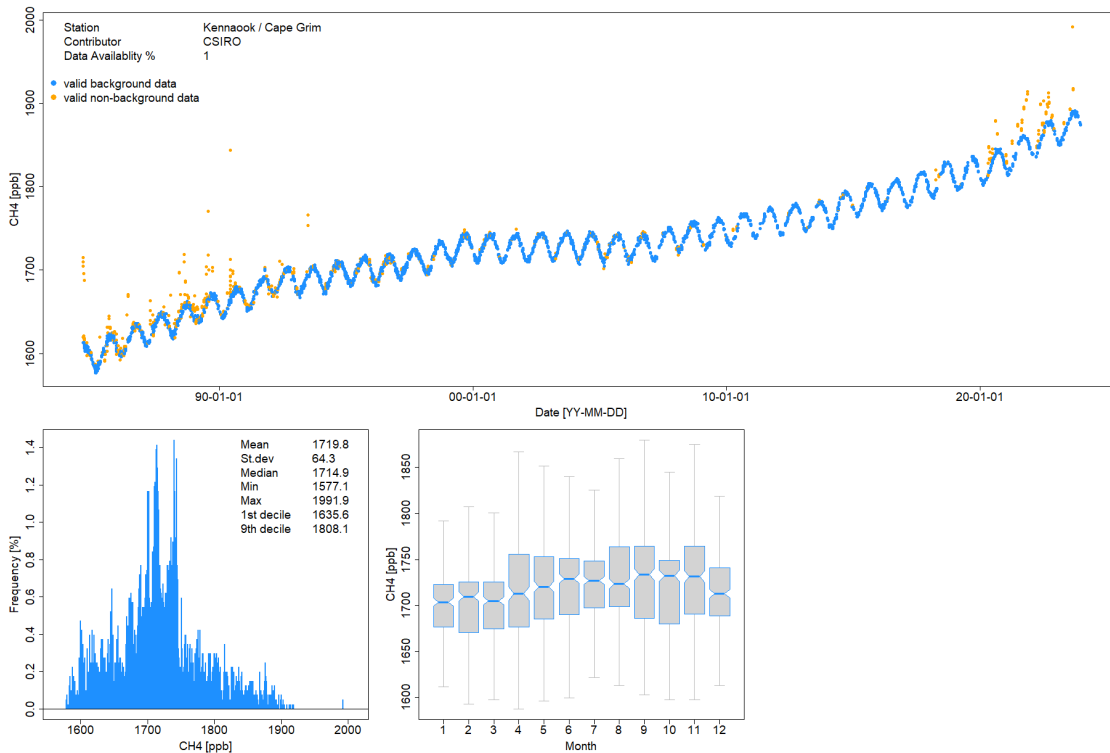 Station Kennaook / Cape Grim
Contributor CSIRO
Data Availablity % 1
valid background data
valid non-background data
CH4 [ppb]
2000
1900
1800
1700
1600
90-01-01 00-01-01 10-01-01 20-01-01
Date [YY-MM-DD]
Mean 1719.8
St.dev 64.3
Median 1714.9
Min 1577.1
Max 1991.9
1st decile 1635.6
9th decile 1808.1
Frequency [%]
1.4
1.2
1.0
0.8
0.6
0.4
0.2
0.0
1600 1700 1800 1900 2000
CH4 [ppb]
CH4 [ppb]
1850
1800
1750
1700
1650
1600
1 2 3 4 5 6 7 8 9 10 11 12
Month